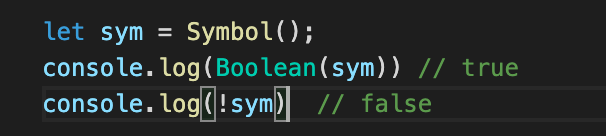 let sym = Symbol();
console.log(Boolean(sym)) // true
console.log(!sym)  // false